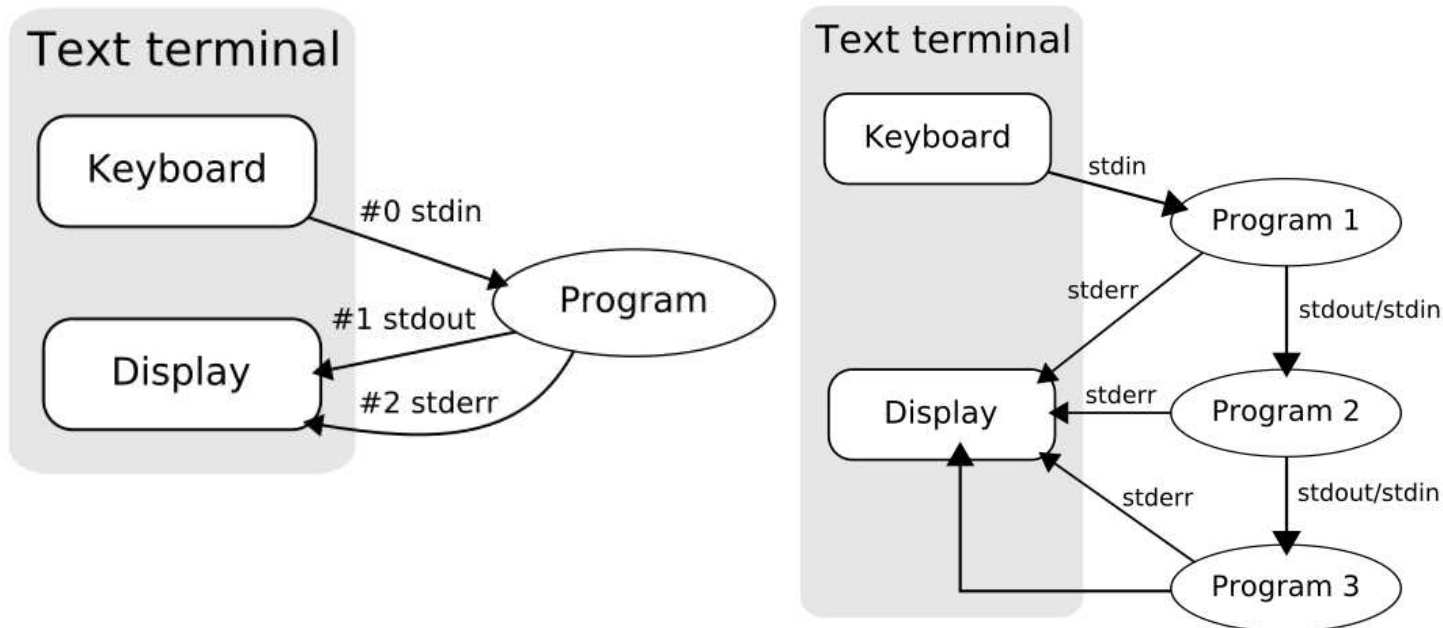 Text terminal
Keyboard
#0 stdin
Program
#1 stdout
Display
#2 stderr
Text terminal
Keyboard
stdin
Program 1
stderr
stdout/stdin
Display
stderr
Program 2
stderr
stdout/stdin
Program 3